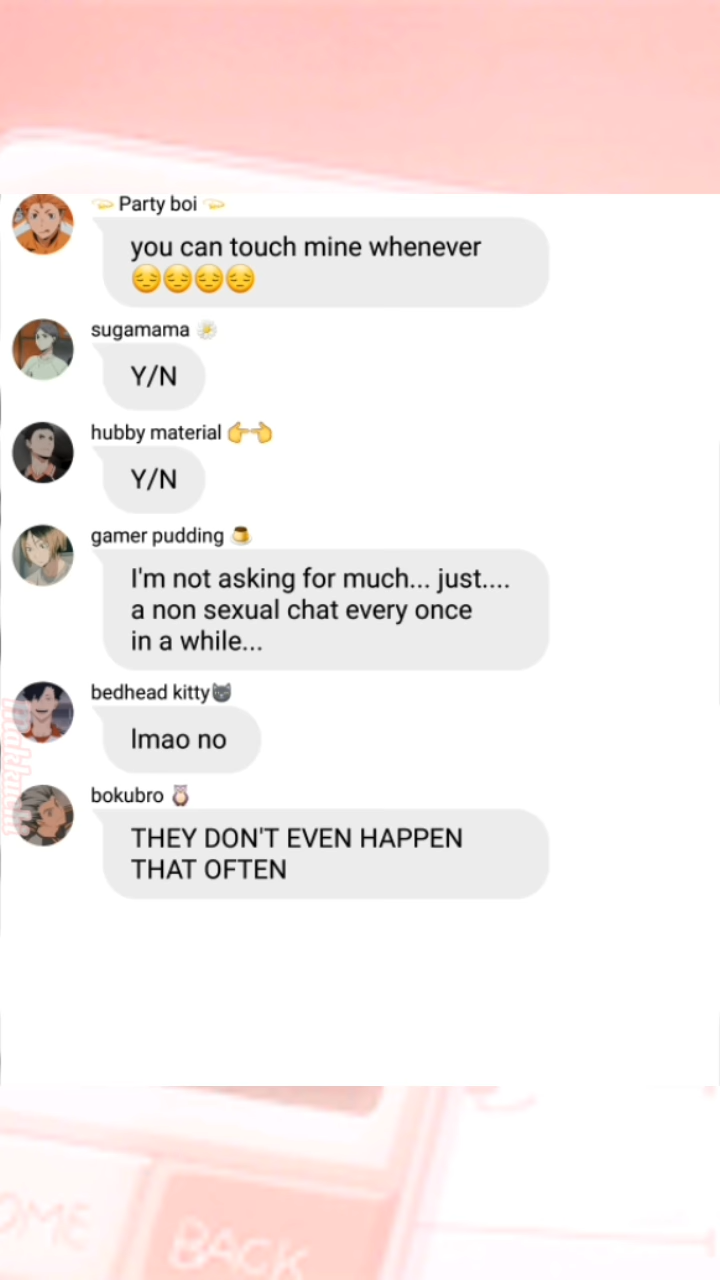 💫 Party boi 💫
you can touch mine whenever
😔😔😔😔
sugamama 🌼
Y/N
hubby material 👉👈
Y/N
gamer pudding 🍮
I'm not asking for much... just....
a non sexual chat every once
in a while...
bedhead kitty🐱
lmao no
bokubro 🦉
THEY DON'T EVEN HAPPEN
THAT OFTEN
BACK